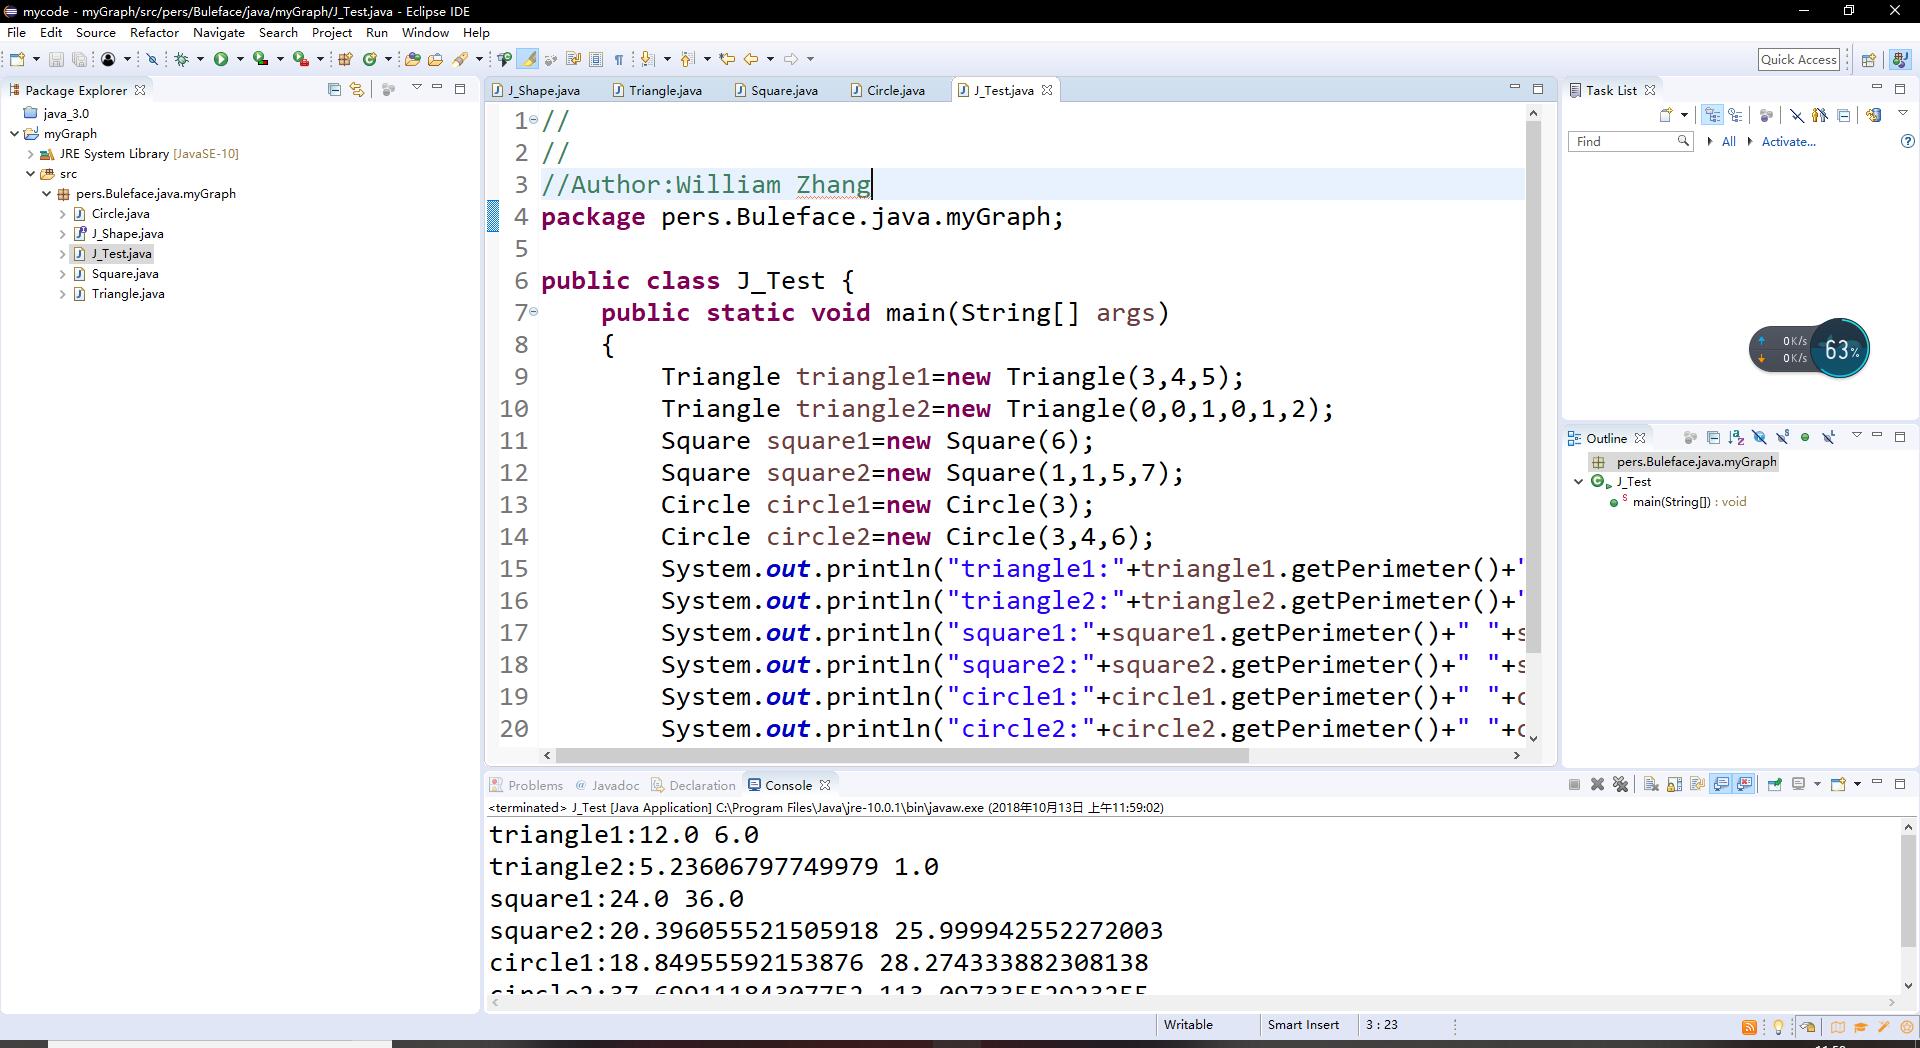 mycode - myGraph/src/pers/Buleface/java/myGraph/J_Test.java - Eclipse IDE
File Edit Source Refactor Navigate Search Project Run Window Help
Quick Access
Package Explorer
java_3.0
myGraph
JRE System Library [JavaSE-10]
src
pers.Buleface.java.myGraph
Circle.java
J_Shape.java
J_Test.java
Square.java
Triangle.java
J_Shape.java Triangle.java Square.java Circle.java J_Test.java
1 //
2 //
3 //Author:William Zhang
4 package pers.Buleface.java.myGraph;
5
6 public class J_Test {
7 public static void main(String[] args)
8 {
9 Triangle triangle1=new Triangle(3,4,5);
10 Triangle triangle2=new Triangle(0,0,1,0,1,2);
11 Square square1=new Square(6);
12 Square square2=new Square(1,1,5,7);
13 Circle circle1=new Circle(3);
14 Circle circle2=new Circle(3,4,6);
15 System.out.println("triangle1:"+triangle1.getPerimeter()+"
16 System.out.println("triangle2:"+triangle2.getPerimeter()+"
17 System.out.println("square1:"+square1.getPerimeter()+" "+s
18 System.out.println("square2:"+square2.getPerimeter()+" "+s
19 System.out.println("circle1:"+circle1.getPerimeter()+" "+c
20 System.out.println("circle2:"+circle2.getPerimeter()+" "+c
Task List
Find All Activate...
0K/s
0K/s
63%
Outline
pers.Buleface.java.myGraph
J_Test
main(String[]) : void
Problems Javadoc Declaration Console
<terminated> J_Test [Java Application] C:\Program Files\Java\jre-10.0.1\bin\javaw.exe (2018年10月13日 上午11:59:02)
triangle1:12.0 6.0
triangle2:5.23606797749979 1.0
square1:24.0 36.0
square2:20.396055521505918 25.999942552272003
circle1:18.84955592153876 28.274333882308138
circle2:37.69911184307752 113.09733552923255
Writable Smart Insert 3 : 23